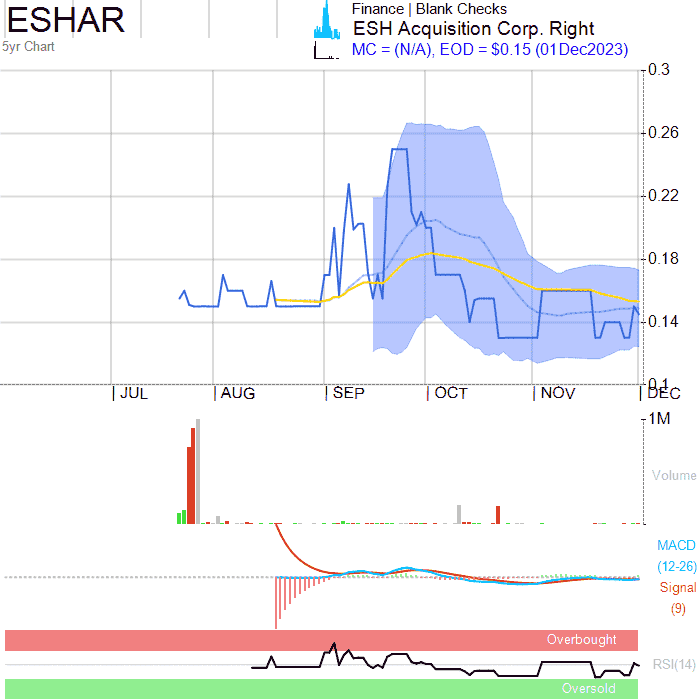 ESHAR
5yr Chart
Finance | Blank Checks
ESH Acquisition Corp. Right
MC = (N/A), EOD = $0.15 (01Dec2023)
0.3
0.26
0.22
0.18
0.14
0.1
JUL AUG SEP OCT NOV DEC
1M
Volume
MACD
(12-26)
Signal
(9)
Overbought
RSI(14)
Oversold